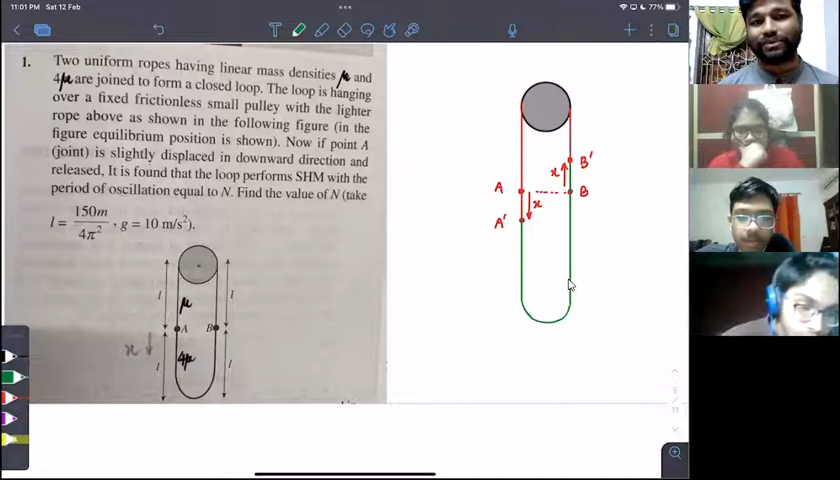 11:01 PM Sat 12 Feb
77%
1. Two uniform ropes having linear mass densities μ and
4μ are joined to form a closed loop. The loop is hanging
over a fixed frictionless small pulley with the lighter
rope above as shown in the following figure (in the
figure equilibrium position is shown). Now if point A
(joint) is slightly displaced in downward direction and
released. It is found that the loop performs SHM with the
period of oscillation equal to N. Find the value of N (take
l = 150m/4π², g = 10 m/s²).
l l
μ
A B
x
4μ
l l
B'
x
A B
x
A'
5
/
11